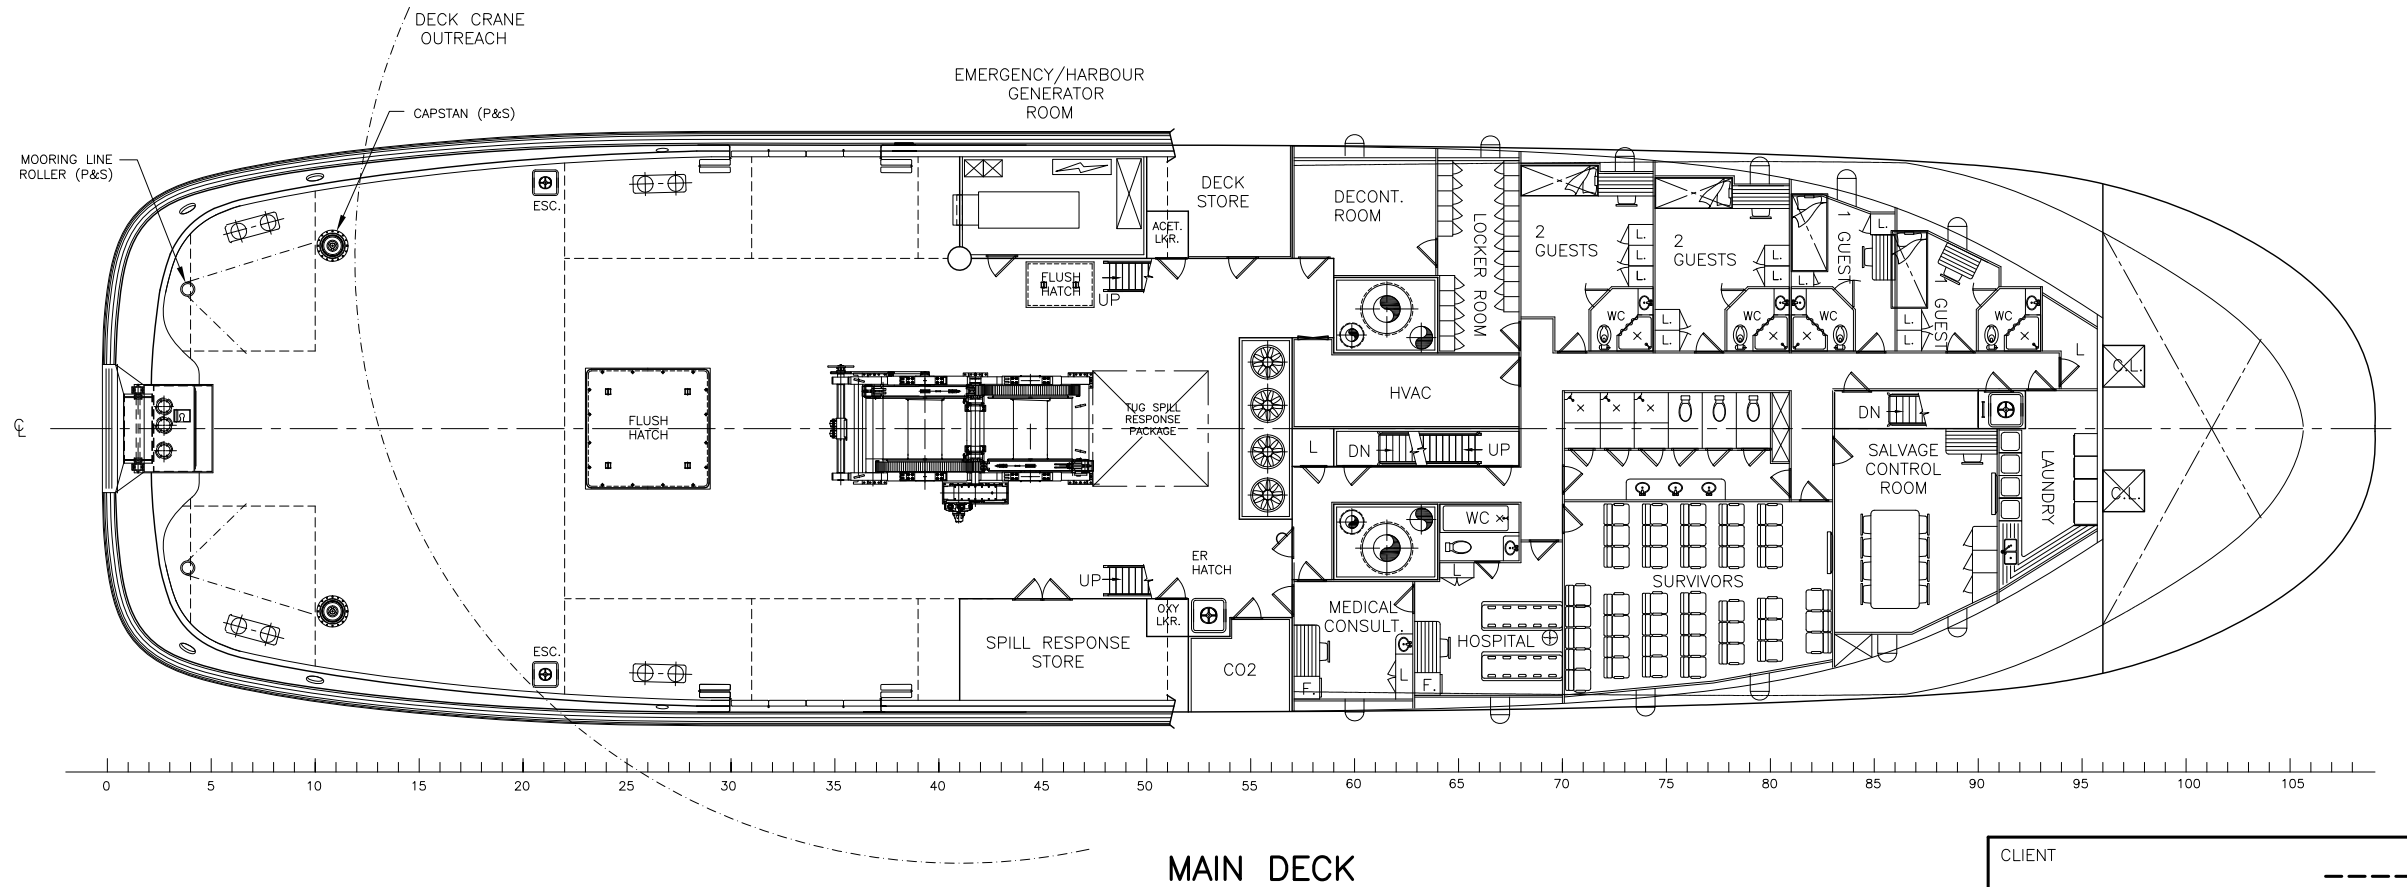 DECK CRANE
OUTREACH
EMERGENCY/HARBOUR
GENERATOR
ROOM
CAPSTAN (P&S)
MOORING LINE
ROLLER (P&S)
ESC.
DECK
STORE
ACET.
LKR.
DECONT.
ROOM
LOCKER ROOM
2
GUESTS
2
GUESTS
1 GUEST
1 GUEST
L.
L.
L.
L.
L.
L.
L.
L.
L.
L.
L.
WC
WC
WC
WC
FLUSH
HATCH
UP
L
C.L.
HVAC
CL
FLUSH
HATCH
TUG SPILL
RESPONSE
PACKAGE
L
DN
UP
DN
SALVAGE
CONTROL
ROOM
LAUNDRY
C.L.
WC
L
ER
HATCH
UP
SURVIVORS
OXY
LKR.
MEDICAL
CONSULT.
HOSPITAL
SPILL RESPONSE
STORE
ESC.
CO2
F.
L
F.
0 5 10 15 20 25 30 35 40 45 50 55 60 65 70 75 80 85 90 95 100 105
MAIN DECK
CLIENT